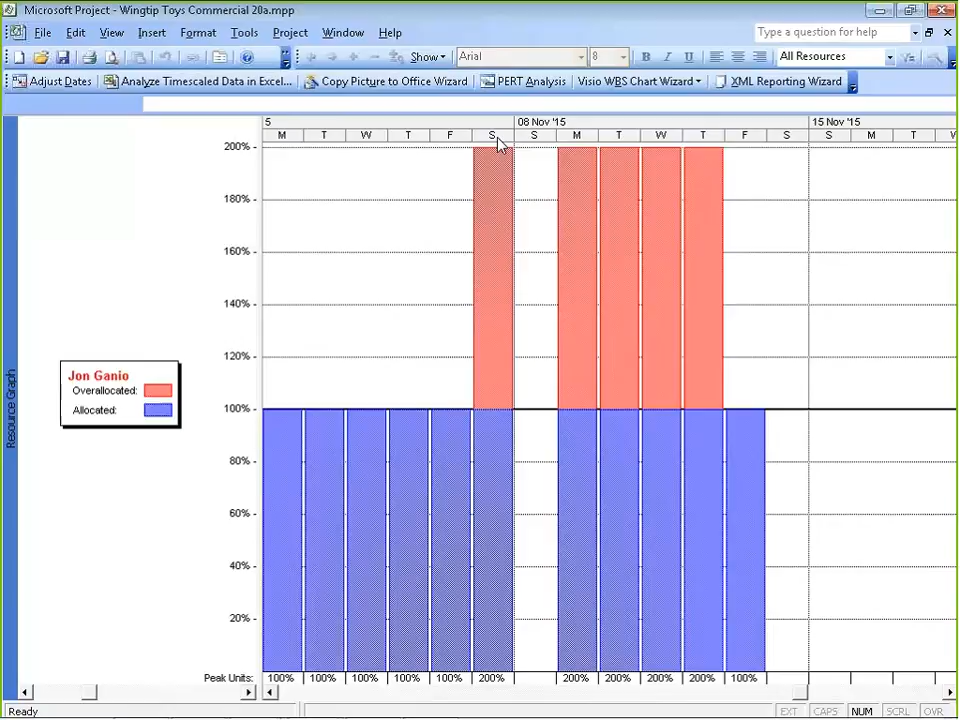 Microsoft Project - Wingtip Toys Commercial 20a.mpp
File Edit View Insert Format Tools Project Window Help Type a question for help
Show Arial 8 B I U All Resources
Adjust Dates Analyze Timescaled Data in Excel... Copy Picture to Office Wizard PERT Analysis Visio WBS Chart Wizard XML Reporting Wizard
5 08 Nov '15 15 Nov '15
M T W T F S S M T W T F S S M T W
200%
180%
160%
140%
120%
Jon Ganio
Overallocated:
Allocated:
100%
80%
60%
40%
20%
Resource Graph
Peak Units: 100% 100% 100% 100% 100% 200% 200% 200% 200% 200% 100%
Ready EXT CAPS NUM SCRL OVR